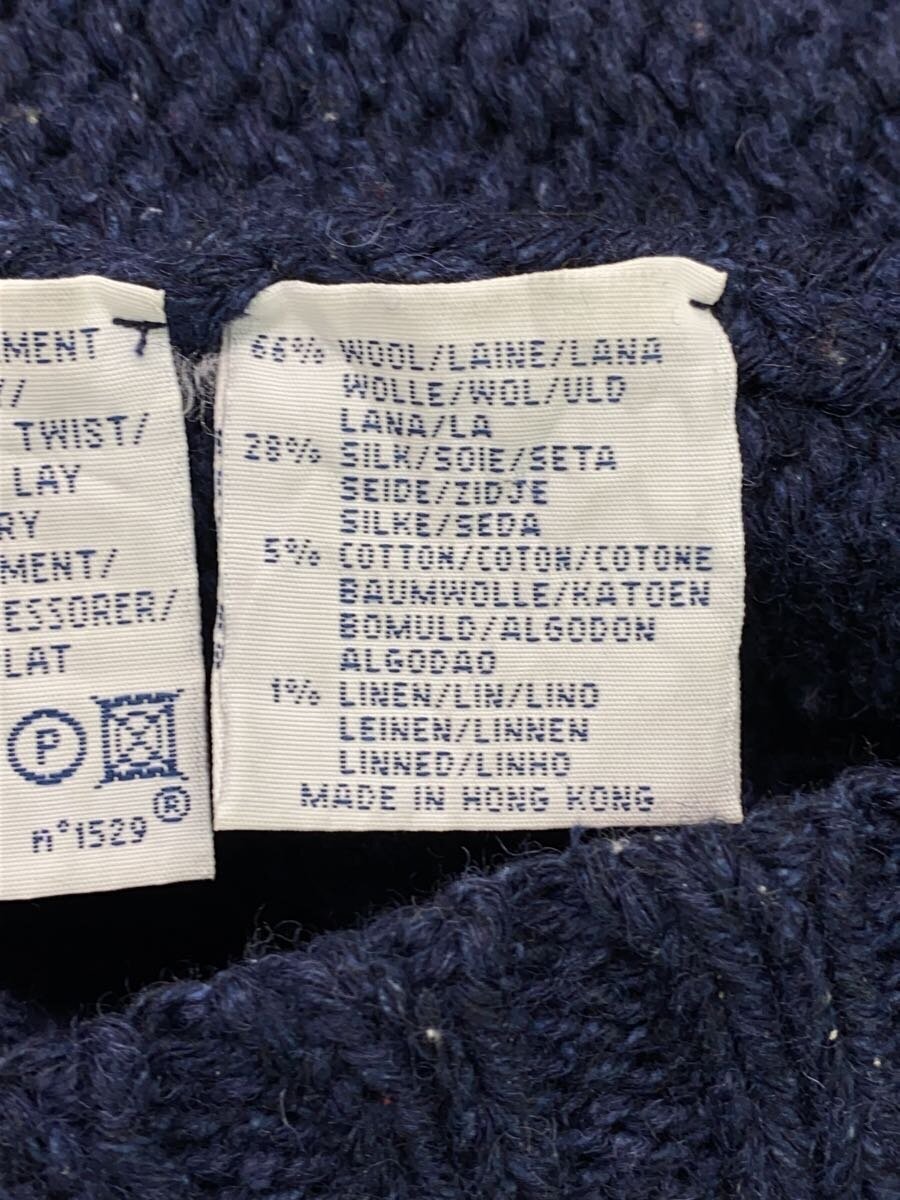 MENT
/
TWIST/
LAY
RY
MENT/
ESSORER/
LAT
P
®
n°1529
66% WOOL/LAINE/LANA
WOLLE/WOL/ULD
LANA/LA
28% SILK/SOIE/SETA
SEIDE/ZIDJE
SILKE/SEDA
5% COTTON/COTON/COTONE
BAUMWOLLE/KATOEN
BOMULD/ALGODON
ALGODAO
1% LINEN/LIN/LINO
LEINEN/LINNEN
LINNED/LINHO
MADE IN HONG KONG